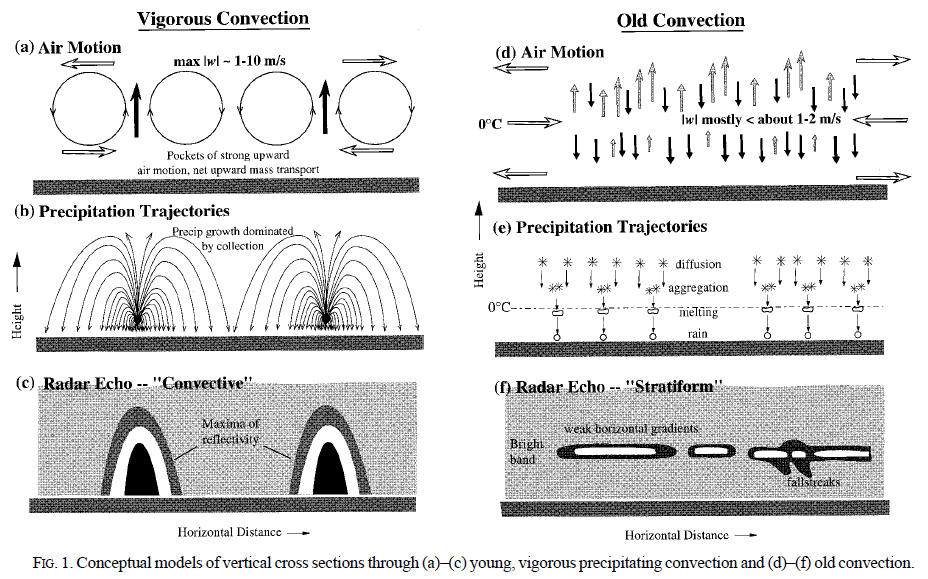 Vigorous Convection
(a) Air Motion
max |w| ~ 1-10 m/s
Pockets of strong upward
air motion, net upward mass transport
(b) Precipitation Trajectories
Precip growth dominated
by collection
Height
(c) Radar Echo -- "Convective"
Maxima of
reflectivity
Horizontal Distance
Old Convection
(d) Air Motion
0°C
|w| mostly < about 1-2 m/s
(e) Precipitation Trajectories
Height
diffusion
aggregation
0°C
melting
rain
(f) Radar Echo -- "Stratiform"
weak horizontal gradients
Bright
band
fallstreaks
Horizontal Distance
FIG. 1. Conceptual models of vertical cross sections through (a)–(c) young, vigorous precipitating convection and (d)–(f) old convection.